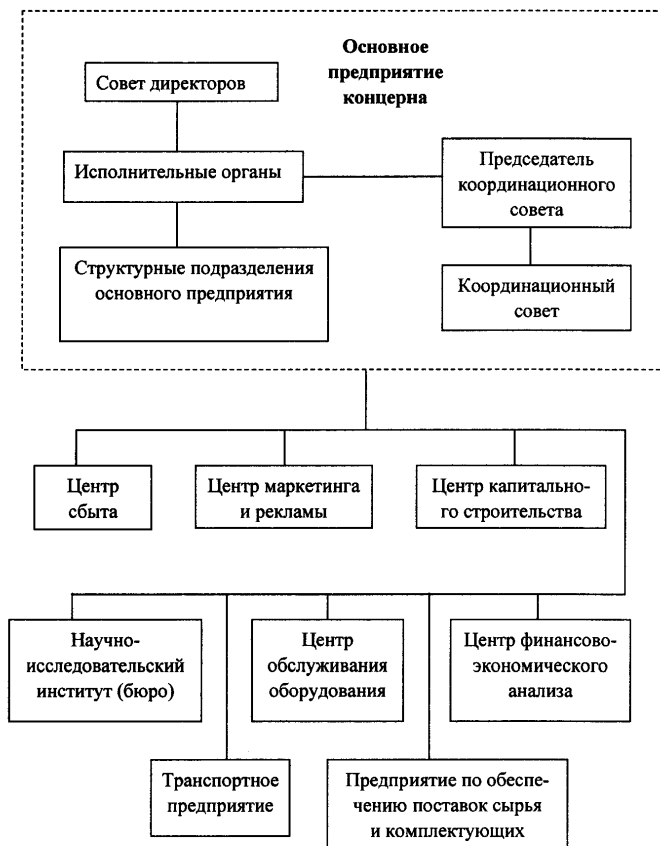 Основное
предприятие
концерна
Совет директоров
Исполнительные органы
Председатель
координационного
совета
Структурные подразделения
основного предприятия
Координационный
совет
Центр
сбыта
Центр маркетинга
и рекламы
Центр капитально-
го строительства
Научно-
исследовательский
институт (бюро)
Центр
обслуживания
оборудования
Центр финансово-
экономического
анализа
Транспортное
предприятие
Предприятие по обеспе-
чению поставок сырья
и комплектующих